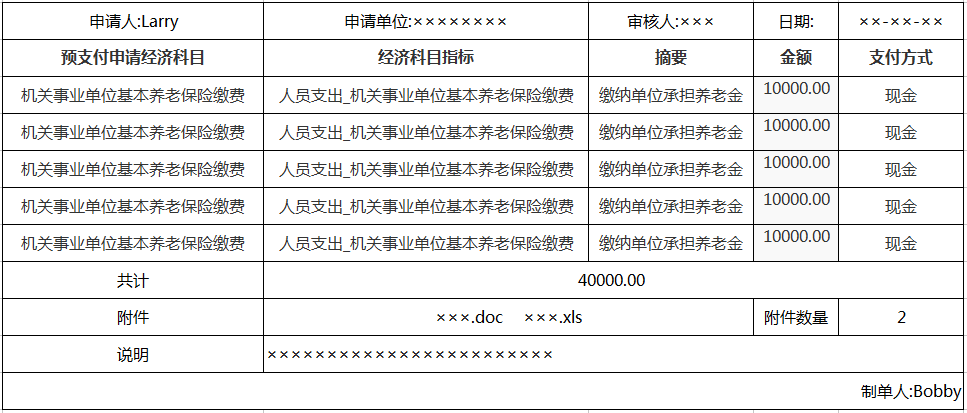 申请人:Larry 申请单位:×××××××× 审核人:××× 日期: ××-××-××
预支付申请经济科目 经济科目指标 摘要 金额 支付方式
机关事业单位基本养老保险缴费 人员支出_机关事业单位基本养老保险缴费 缴纳单位承担养老金 10000.00 现金
机关事业单位基本养老保险缴费 人员支出_机关事业单位基本养老保险缴费 缴纳单位承担养老金 10000.00 现金
机关事业单位基本养老保险缴费 人员支出_机关事业单位基本养老保险缴费 缴纳单位承担养老金 10000.00 现金
机关事业单位基本养老保险缴费 人员支出_机关事业单位基本养老保险缴费 缴纳单位承担养老金 10000.00 现金
机关事业单位基本养老保险缴费 人员支出_机关事业单位基本养老保险缴费 缴纳单位承担养老金 10000.00 现金
共计 40000.00
附件 ×××.doc ×××.xls 附件数量 2
说明 ××××××××××××××××××××××××
制单人:Bobby